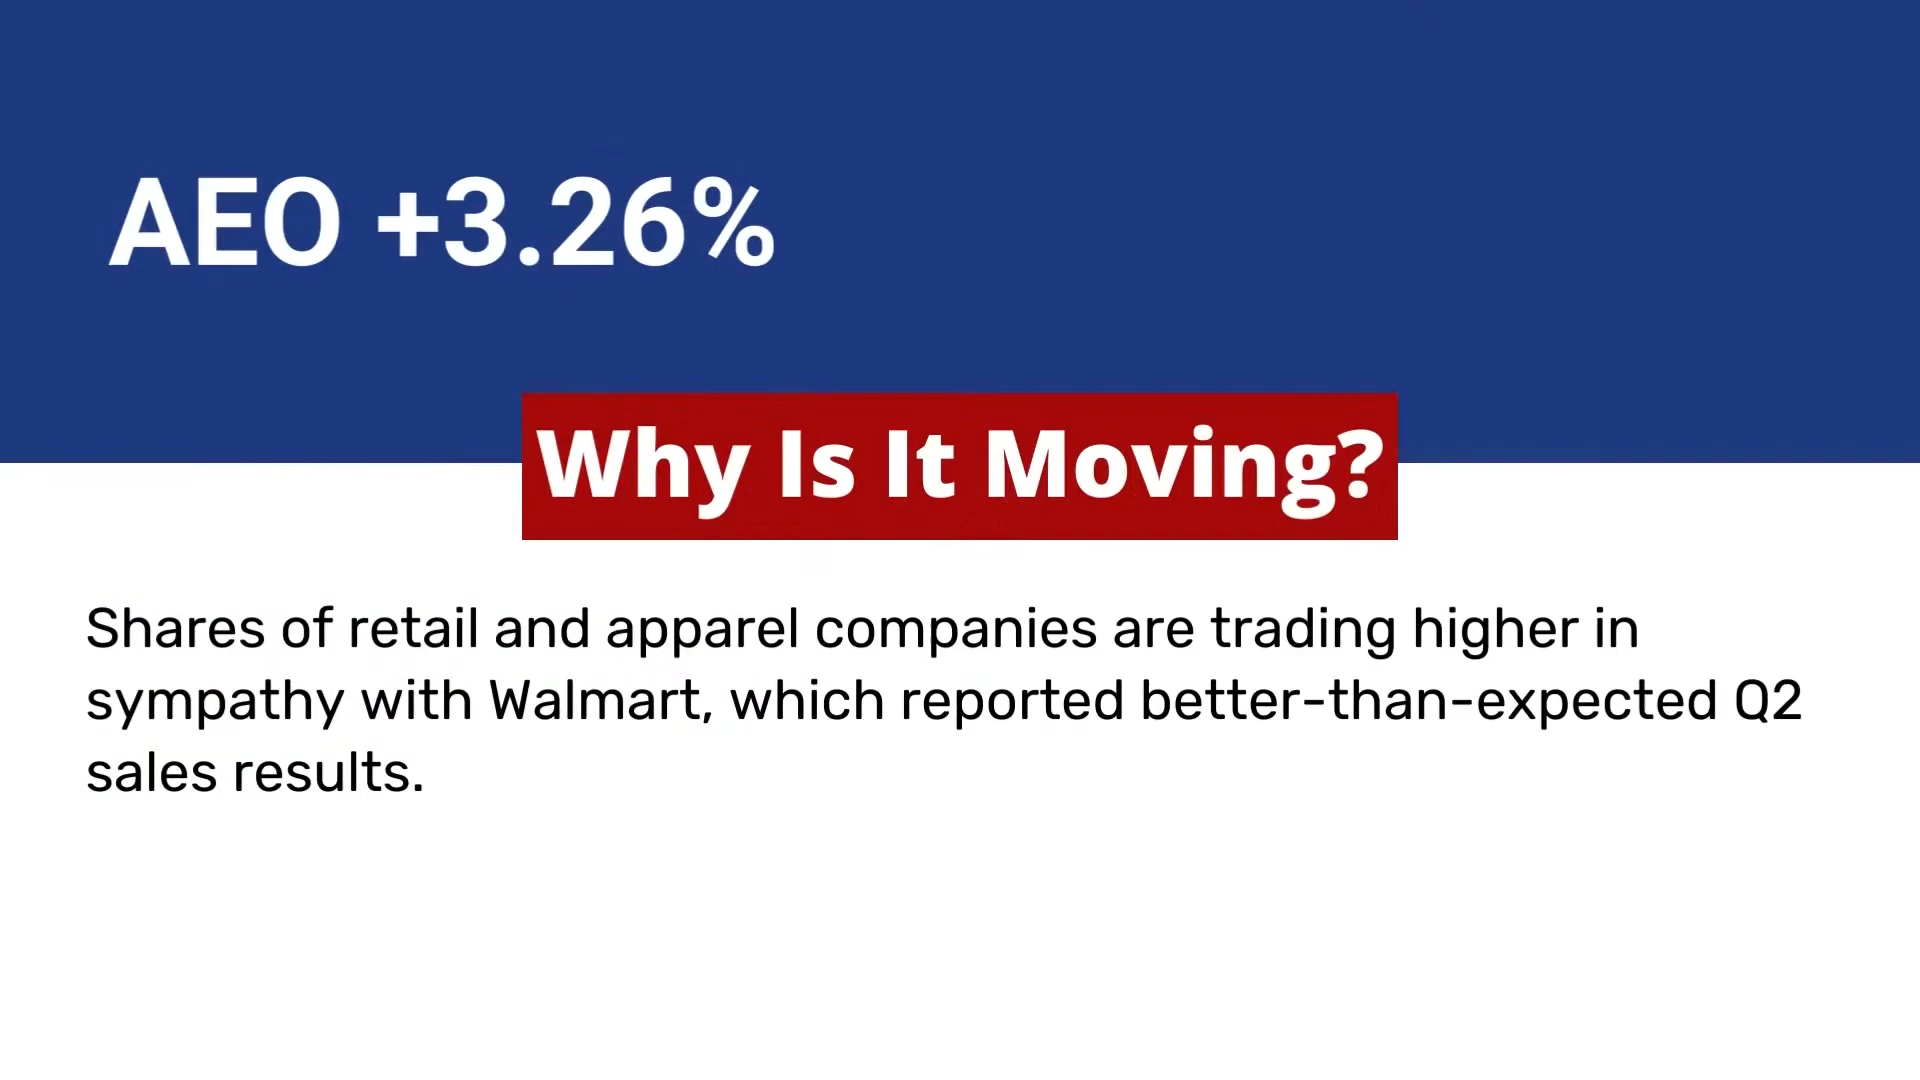 AEO +3.26%
Why Is It Moving?
Shares of retail and apparel companies are trading higher in
sympathy with Walmart, which reported better-than-expected Q2
sales results.